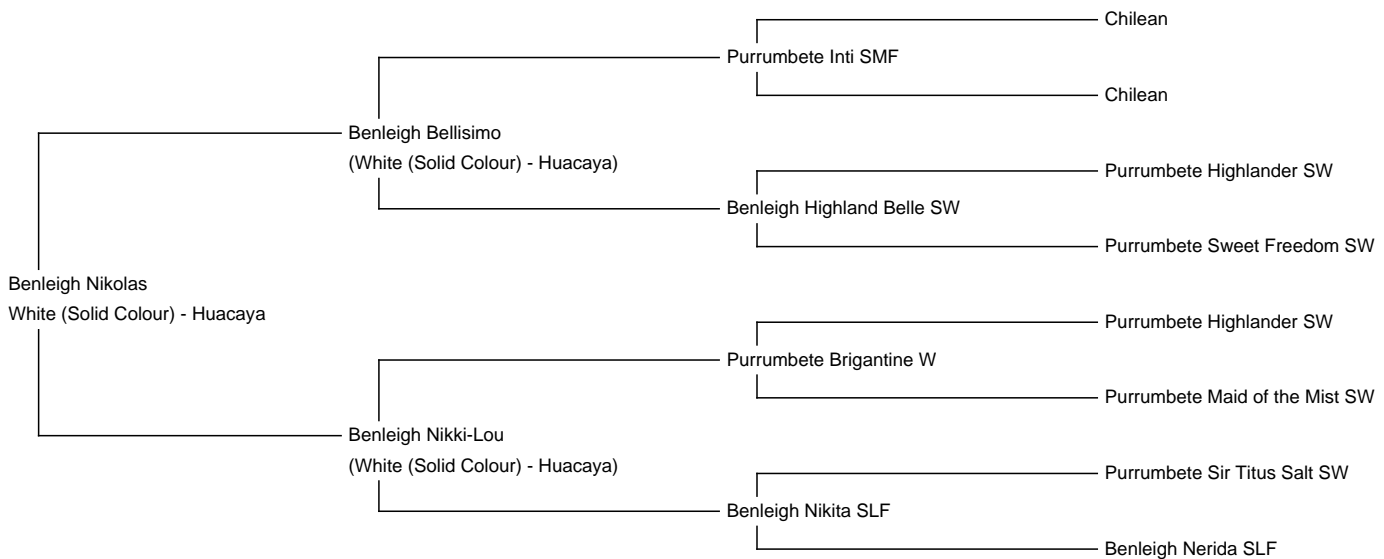 Chilean
Purrumbete Inti SMF
Chilean
Benleigh Bellisimo
(White (Solid Colour) - Huacaya)
Purrumbete Highlander SW
Benleigh Highland Belle SW
Purrumbete Sweet Freedom SW
Benleigh Nikolas
White (Solid Colour) - Huacaya
Purrumbete Highlander SW
Purrumbete Brigantine W
Purrumbete Maid of the Mist SW
Benleigh Nikki-Lou
(White (Solid Colour) - Huacaya)
Purrumbete Sir Titus Salt SW
Benleigh Nikita SLF
Benleigh Nerida SLF